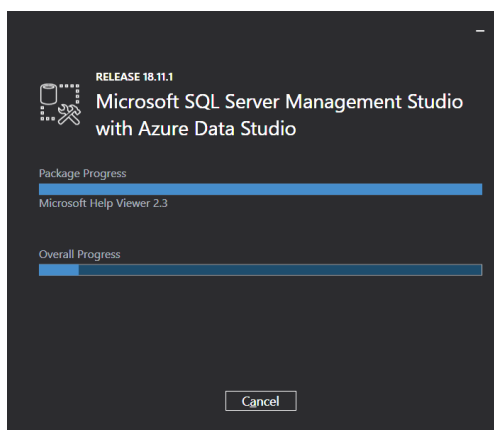 RELEASE 18.11.1
Microsoft SQL Server Management Studio
with Azure Data Studio
Package Progress
Microsoft Help Viewer 2.3
Overall Progress
Cancel